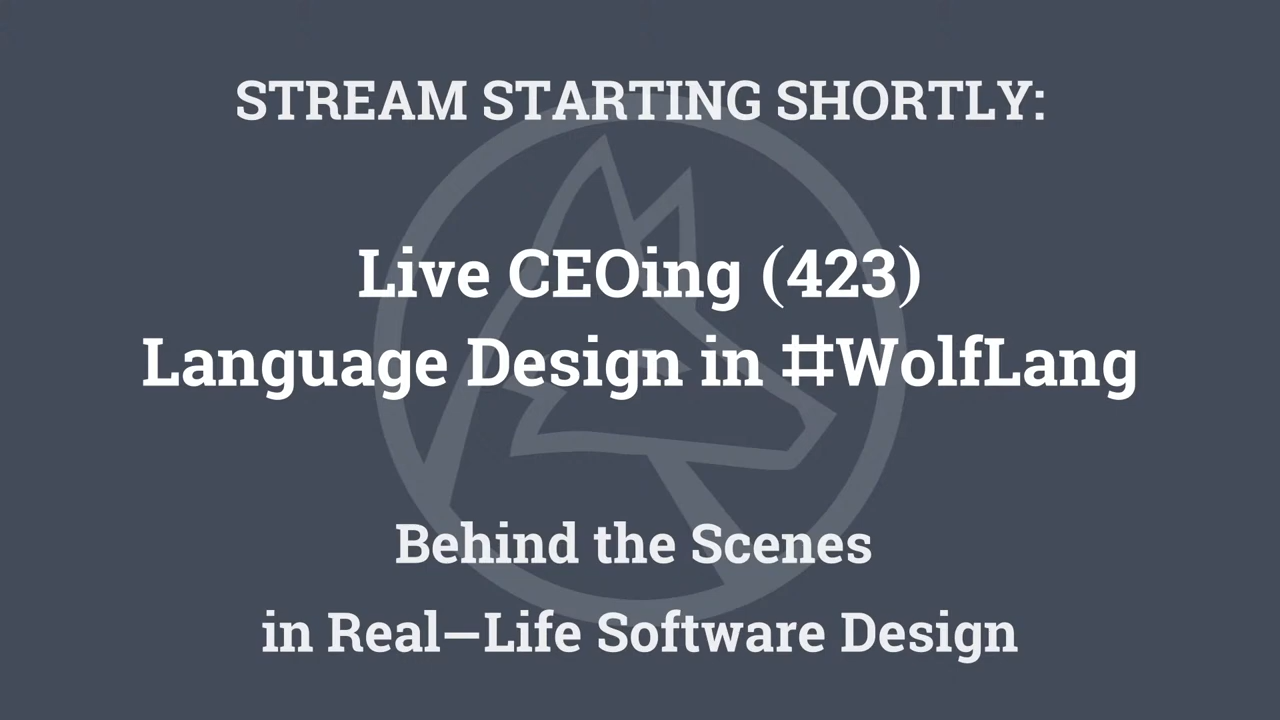 STREAM STARTING SHORTLY:
Live CEOing (423)
Language Design in #WolfLang
Behind the Scenes
in Real—Life Software Design